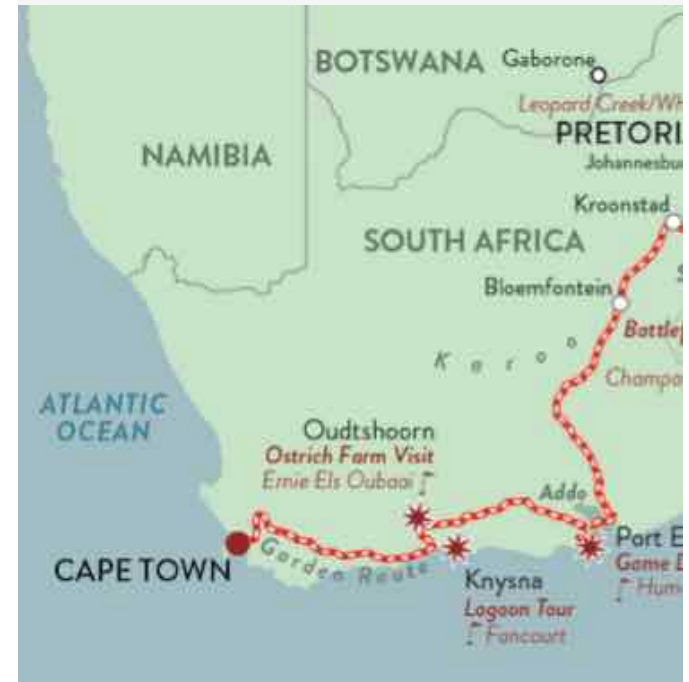 BOTSWANA
Gaborone
Leopard Creek/Wh
PRETORI
Johannesbu
NAMIBIA
Kroonstad
SOUTH AFRICA
S
Bloemfontein
Battlef
Karoo
Champa
ATLANTIC
OCEAN
Oudtshoorn
Ostrich Farm Visit
Ernie Els Oubaai
Addo
Port E
Game D
Hum
CAPE TOWN
Garden Route
Knysna
Lagoon Tour
Fancourt